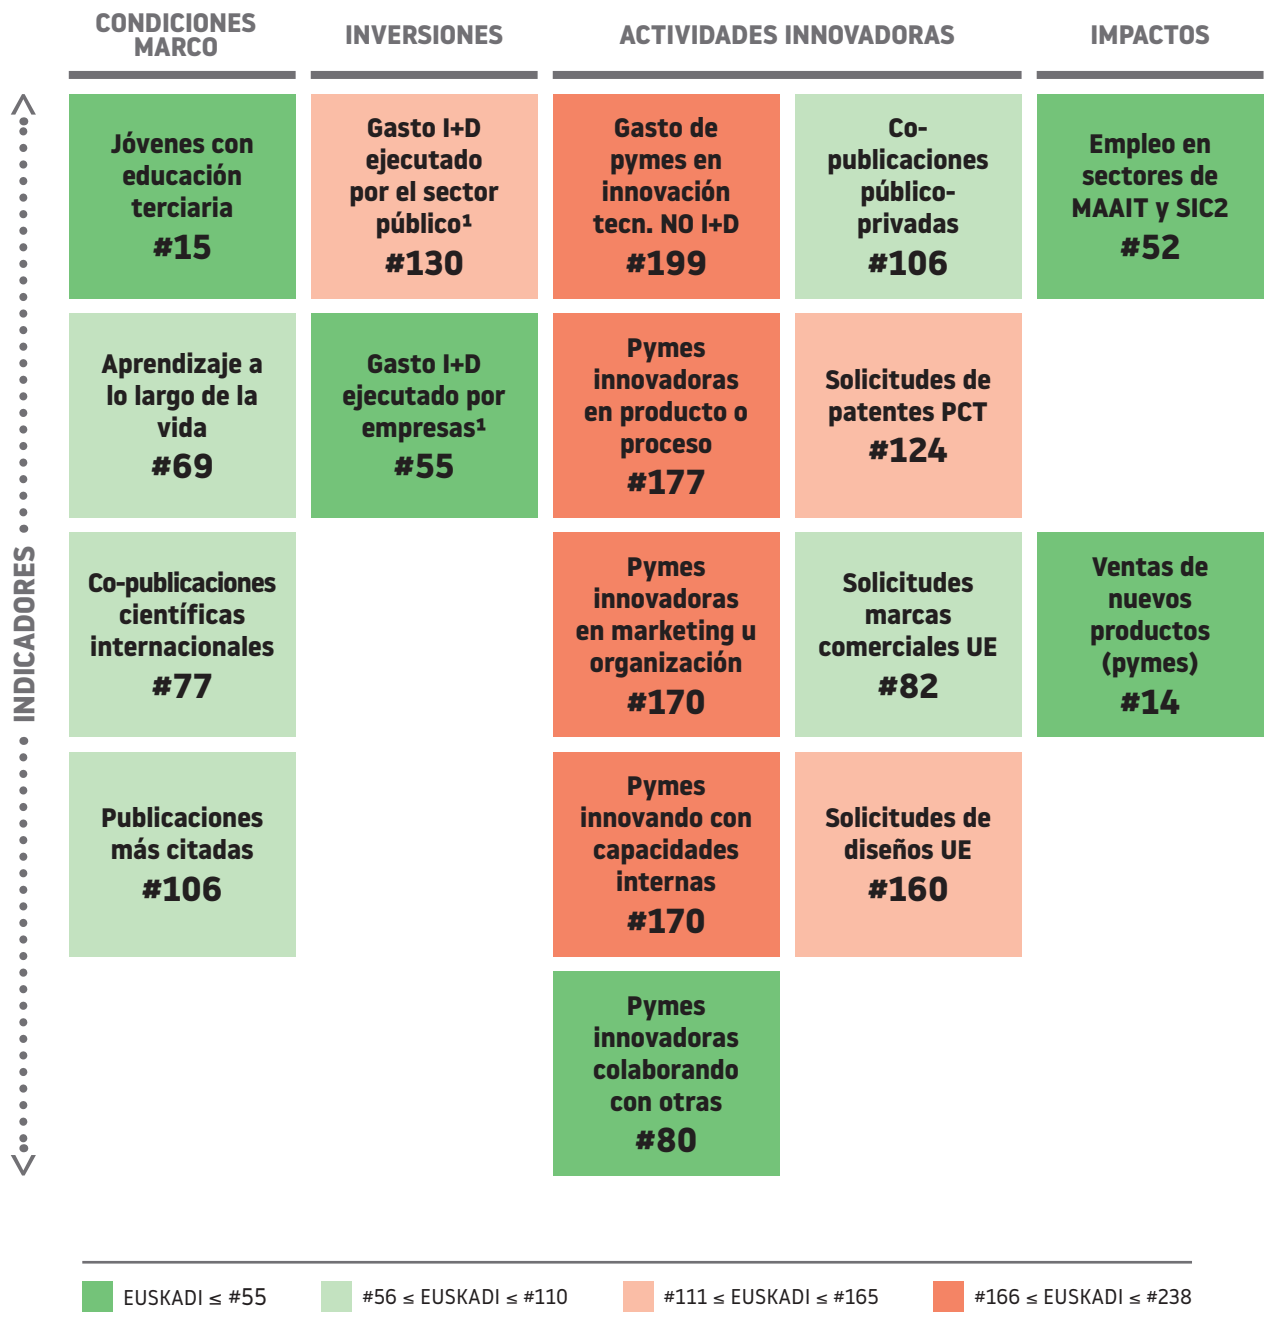 CONDICIONES
MARCO
INVERSIONES
ACTIVIDADES INNOVADORAS
IMPACTOS
INDICADORES
Jóvenes con
educación
terciaria
#15
Gasto I+D
ejecutado
por el sector
público¹
#130
Gasto de
pymes en
innovación
tecn. NO I+D
#199
Co-
publicaciones
público-
privadas
#106
Empleo en
sectores de
MAAIT y SIC2
#52
Aprendizaje a
lo largo de la
vida
#69
Gasto I+D
ejecutado por
empresas¹
#55
Pymes
innovadoras
en producto o
proceso
#177
Solicitudes de
patentes PCT
#124
Co-publicaciones
científicas
internacionales
#77
Pymes
innovadoras
en marketing u
organización
#170
Solicitudes
marcas
comerciales UE
#82
Ventas de
nuevos
productos
(pymes)
#14
Publicaciones
más citadas
#106
Pymes
innovando con
capacidades
internas
#170
Solicitudes de
diseños UE
#160
Pymes
innovadoras
colaborando
con otras
#80
EUSKADI ≤ #55
#56 ≤ EUSKADI ≤ #110
#111 ≤ EUSKADI ≤ #165
#166 ≤ EUSKADI ≤ #238